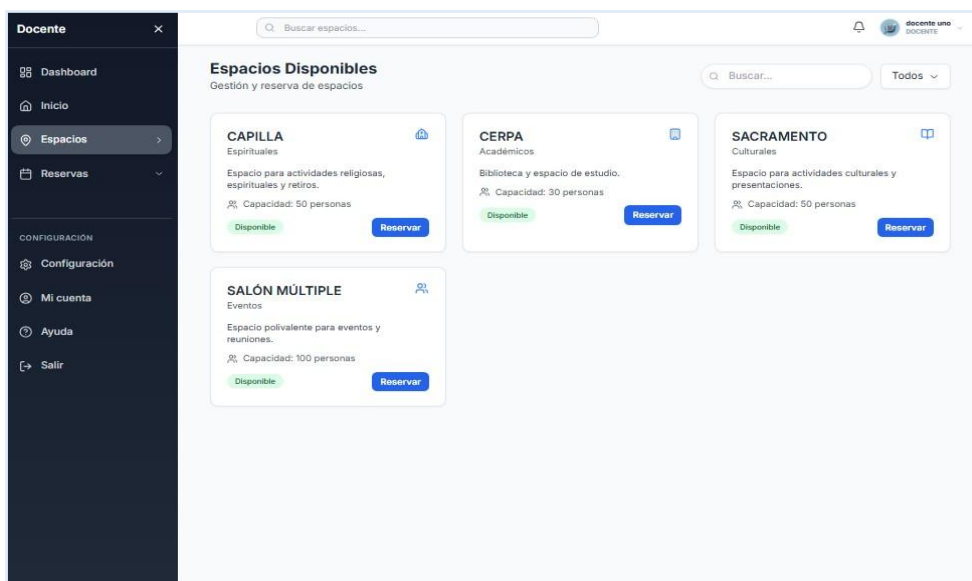 Docente
Dashboard
Inicio
Espacios
Reservas
CONFIGURACIÓN
Configuración
Mi cuenta
Ayuda
Salir
Buscar espacios...
docente uno
DOCENTE
Espacios Disponibles
Gestión y reserva de espacios
Buscar...
Todos
CAPILLA
Espirituales
Espacio para actividades religiosas,
espirituales y retiros.
Capacidad: 50 personas
Disponible
Reservar
CERPA
Académicos
Biblioteca y espacio de estudio.
Capacidad: 30 personas
Disponible
Reservar
SACRAMENTO
Culturales
Espacio para actividades culturales y
presentaciones.
Capacidad: 50 personas
Disponible
Reservar
SALÓN MÚLTIPLE
Eventos
Espacio polivalente para eventos y
reuniones.
Capacidad: 100 personas
Disponible
Reservar